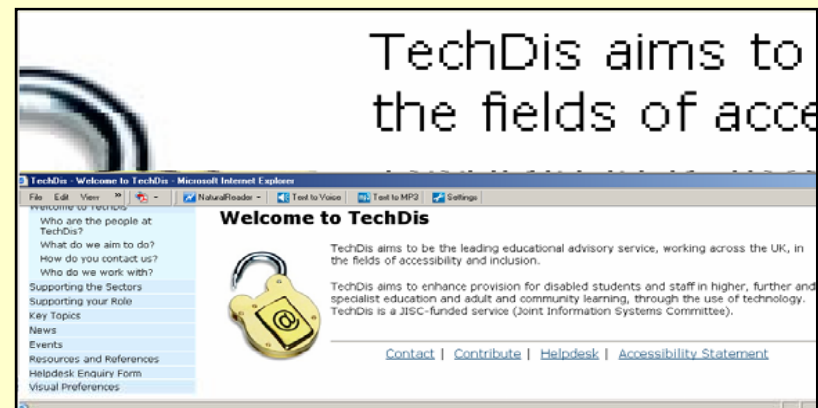 TechDis aims to
the fields of acce
TechDis - Welcome to TechDis - Microsoft Internet Explorer
File Edit View » NaturalReader - Text to Voice Text to MP3 Settings
Welcome to TechDis
Who are the people at
TechDis?
What do we aim to do?
How do you contact us?
Who do we work with?
Supporting the Sectors
Supporting your Role
Key Topics
News
Events
Resources and References
Helpdesk Enquiry Form
Visual Preferences
Welcome to TechDis
TechDis aims to be the leading educational advisory service, working across the UK, in
the fields of accessibility and inclusion.
TechDis aims to enhance provision for disabled students and staff in higher, further and
specialist education and adult and community learning, through the use of technology.
TechDis is a JISC-funded service (Joint Information Systems Committee).
Contact | Contribute | Helpdesk | Accessibility Statement